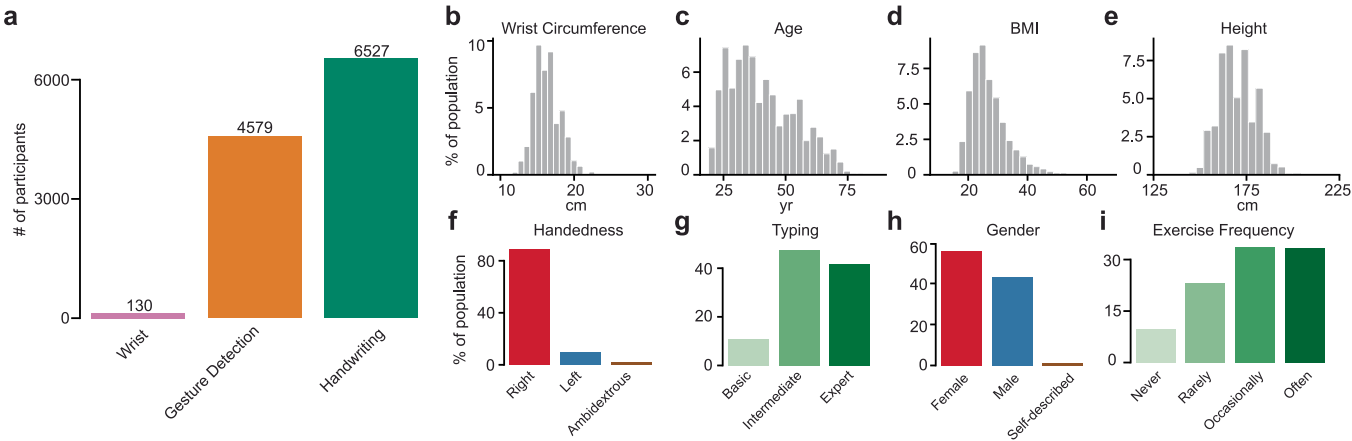 a
# of participants
6000
3000
0
130
4579
6527
Wrist
Gesture Detection
Handwriting
b
Wrist Circumference
% of population
10
5
0
10
20
30
cm
c
Age
6
4
2
0
25
50
75
yr
d
BMI
7.5
5.0
2.5
0
20
40
60
e
Height
7.5
5.0
2.5
0
125
175
225
cm
f
Handedness
% of population
80
40
0
Right
Left
Ambidextrous
g
Typing
40
20
0
Basic
Intermediate
Expert
h
Gender
60
40
20
0
Female
Male
Self-described
i
Exercise Frequency
30
15
0
Never
Rarely
Occasionally
Often